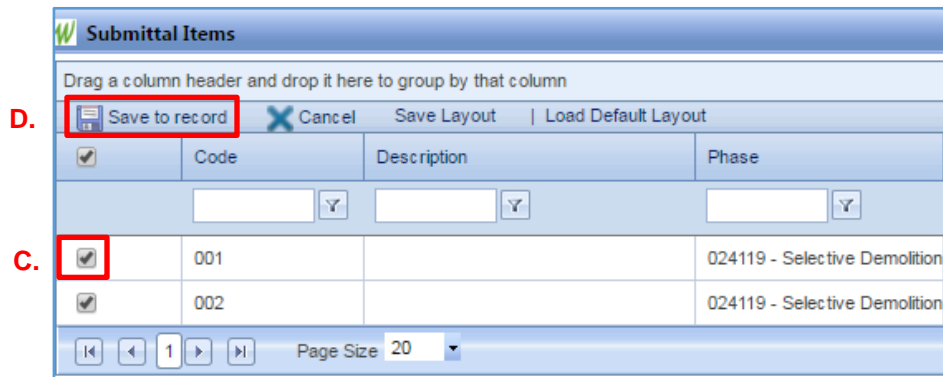 W Submittal Items
Drag a column header and drop it here to group by that column
D. Save to record Cancel Save Layout | Load Default Layout
Code Description Phase
C. 001 024119 - Selective Demolition
002 024119 - Selective Demolition
1 Page Size 20